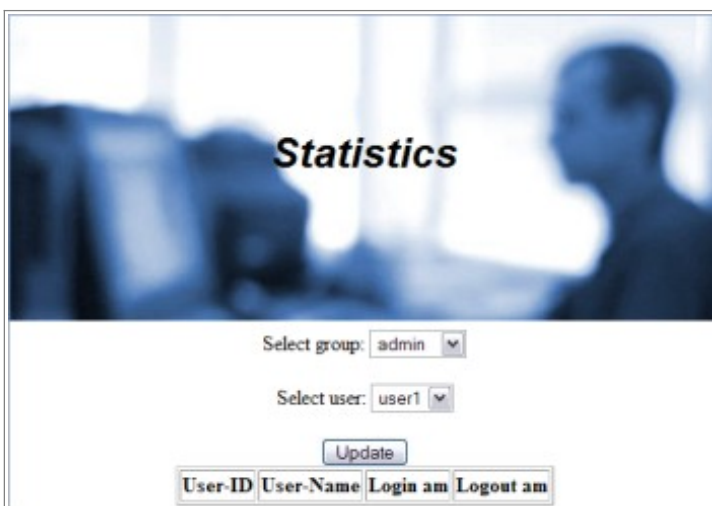 Statistics
Select group: admin
Select user: user1
Update
User-ID User-Name Login am Logout am